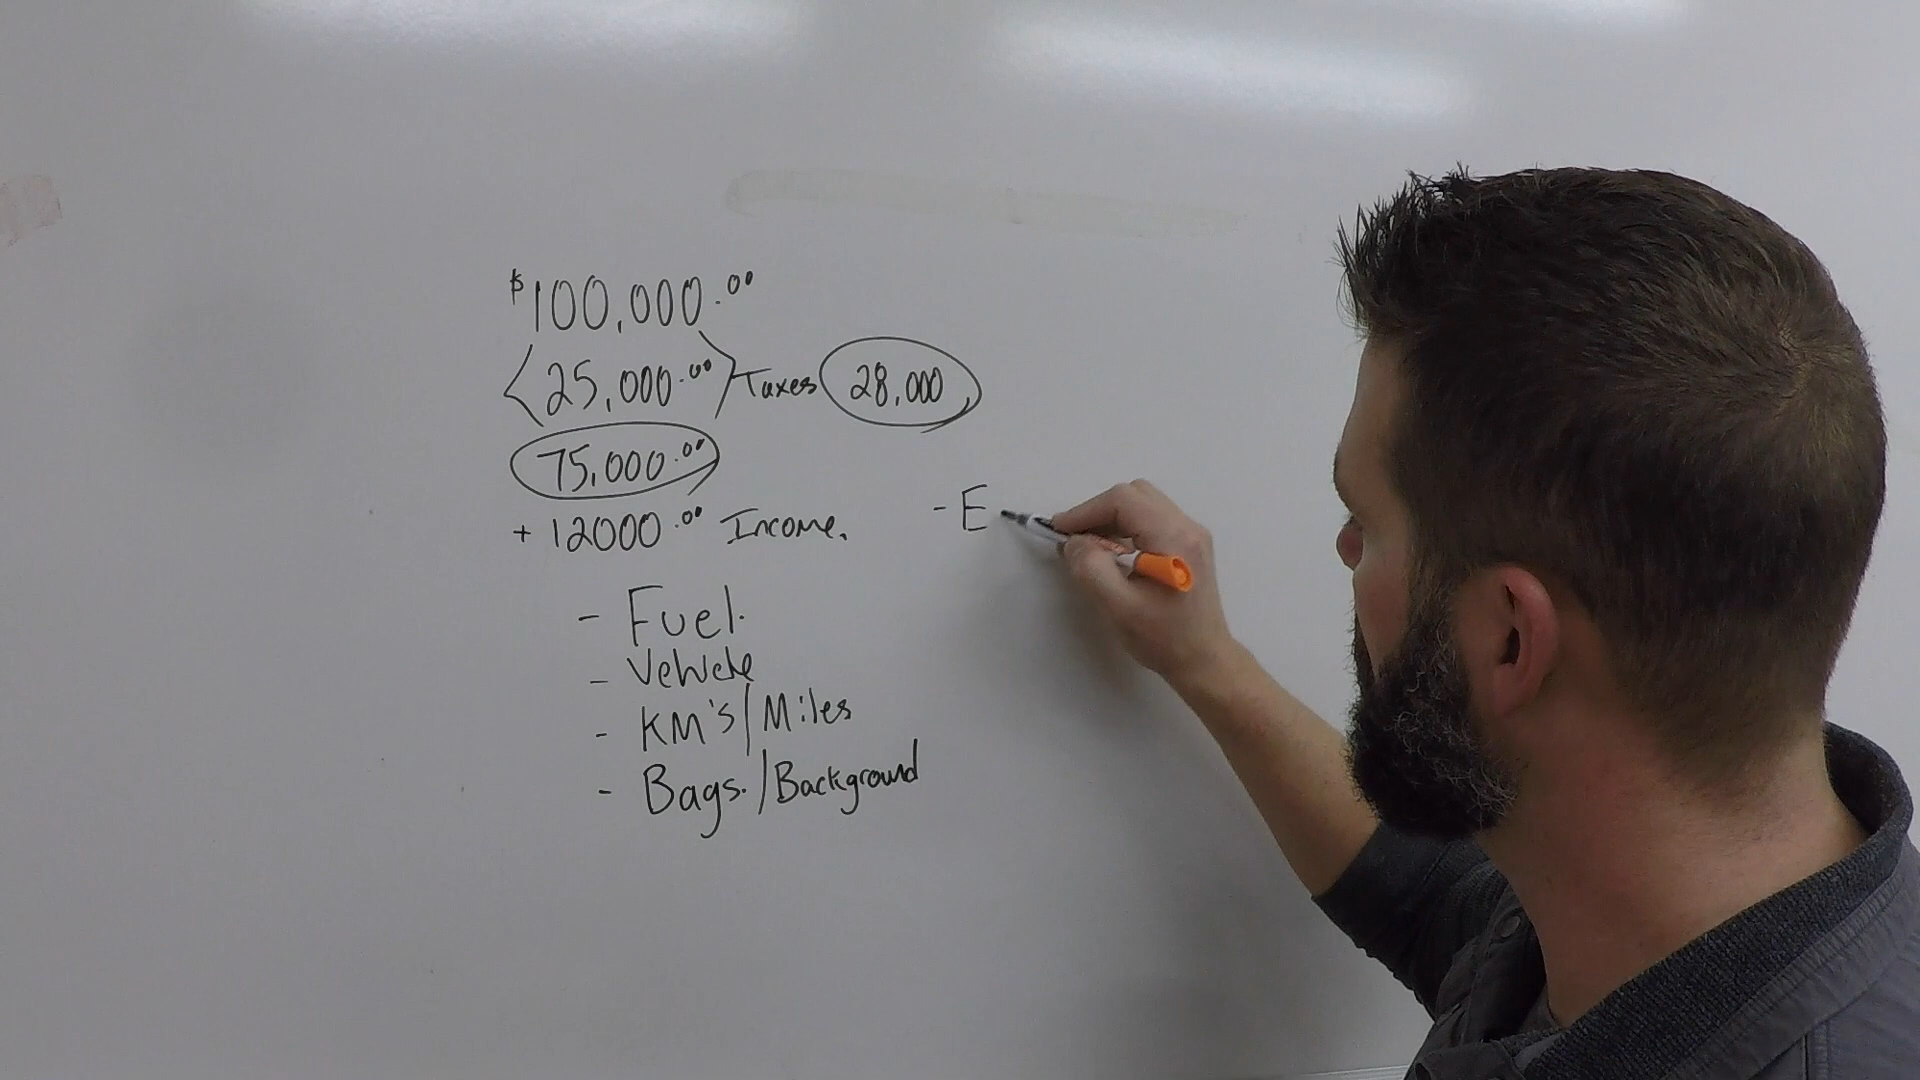 $100,000.00
<25,000.00> Taxes 28,000
75,000.00
+ 12000.00 Income.
- E
- Fuel.
- Vehicle
- KM's/Miles
- Bags./Background